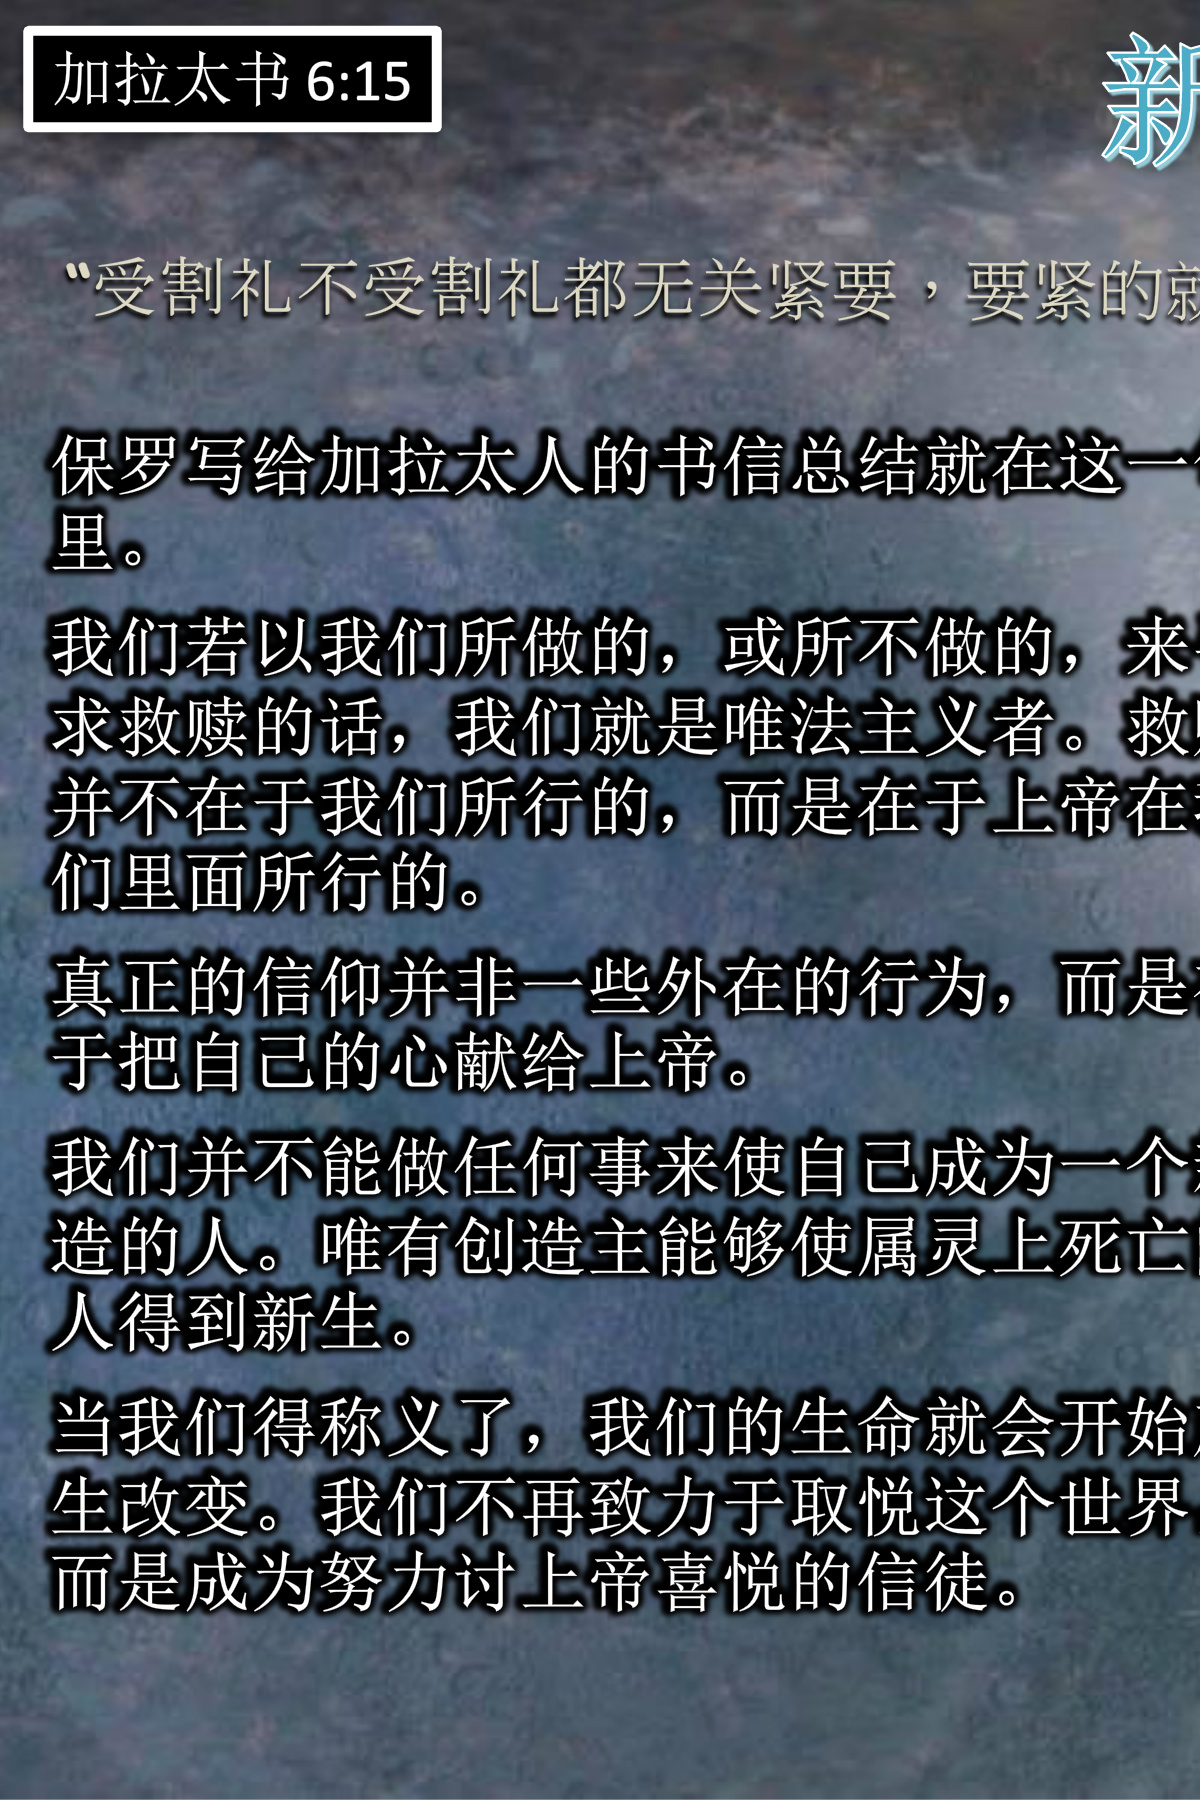 加拉太书 6:15
新
“受割礼不受割礼都无关紧要，要紧的就
保罗写给加拉太人的书信总结就在这一
里。
我们若以我们所做的，或所不做的，来
求救赎的话，我们就是唯法主义者。救
并不在于我们所行的，而是在于上帝在
们里面所行的。
真正的信仰并非一些外在的行为，而是
于把自己的心献给上帝。
我们并不能做任何事来使自己成为一个
造的人。唯有创造主能够使属灵上死亡
人得到新生。
当我们得称义了，我们的生命就会开始
生改变。我们不再致力于取悦这个世界
而是成为努力讨上帝喜悦的信徒。